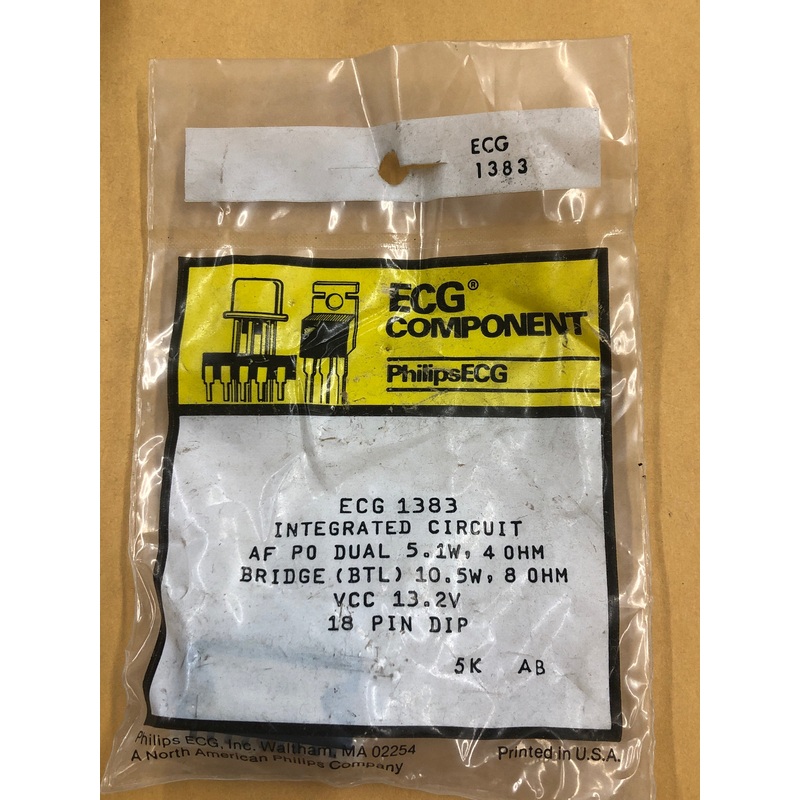 ECG
1383
ECG®
COMPONENT
PhilipsECG
ECG 1383
INTEGRATED CIRCUIT
AF PO DUAL 5.1W, 4 OHM
BRIDGE (BTL) 10.5W, 8 OHM
VCC 13.2V
18 PIN DIP
5K AB
Philips ECG, Inc. Waltham, MA 02254
A North American Philips Company
Printed in U.S.A.